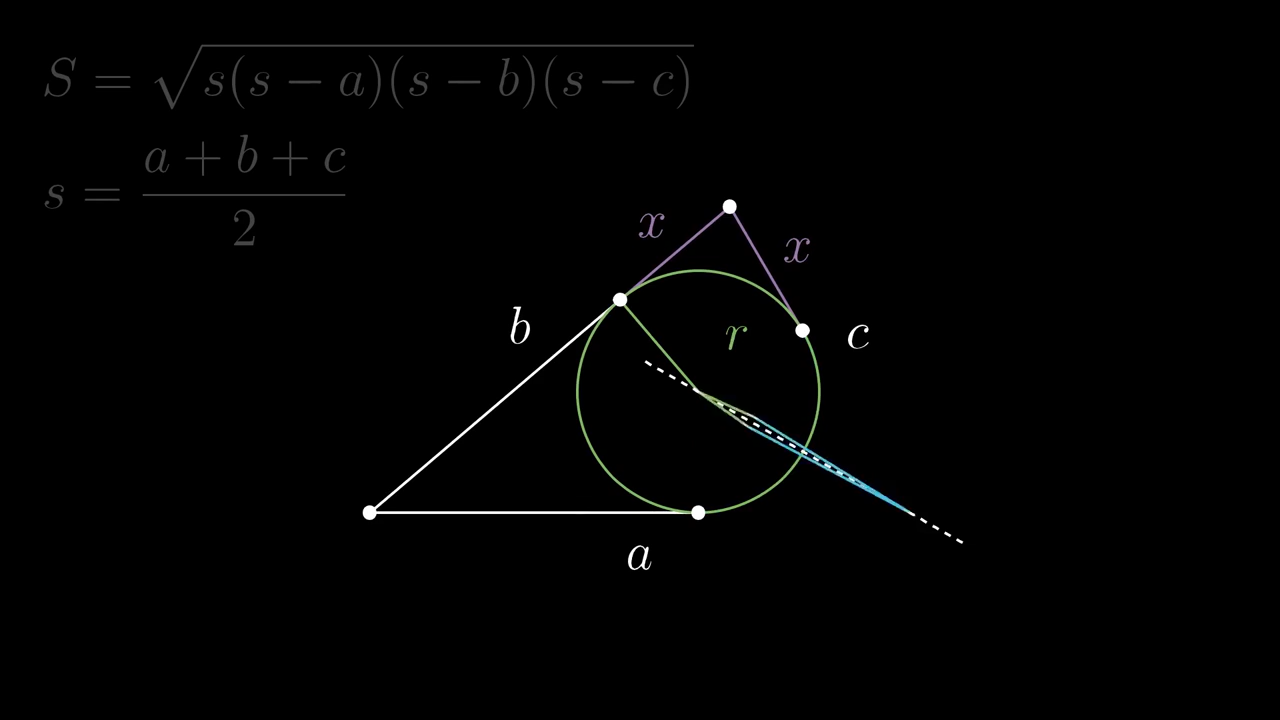 S = √s(s − a)(s − b)(s − c)
s = a + b + c / 2
x
x
b
r
c
a